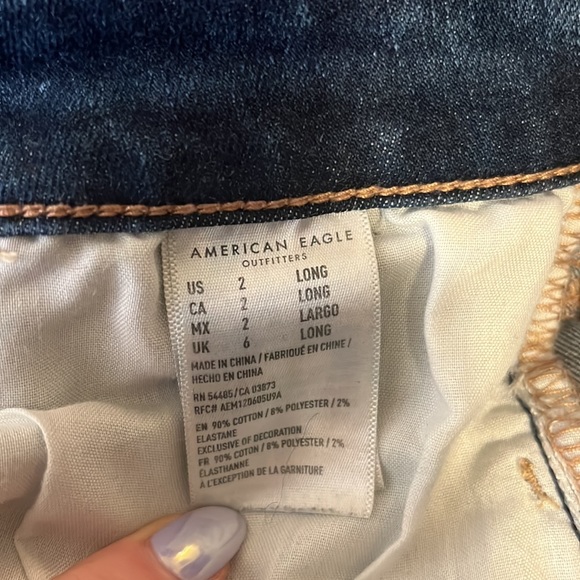 AMERICAN EAGLE
OUTFITTERS
US 2 LONG
CA 2 LONG
MX 2 LARGO
UK 6 LONG
MADE IN CHINA / FABRIQUÉ EN CHINE /
HECHO EN CHINA
RN 54485/CA 03873
RFC# AEM120605U9A
EN 90% COTTON / 8% POLYESTER / 2%
ELASTANE
EXCLUSIVE OF DECORATION
FR 90% COTON / 8% POLYESTER / 2%
ÉLASTHANNE
À L'EXCEPTION DE LA GARNITURE